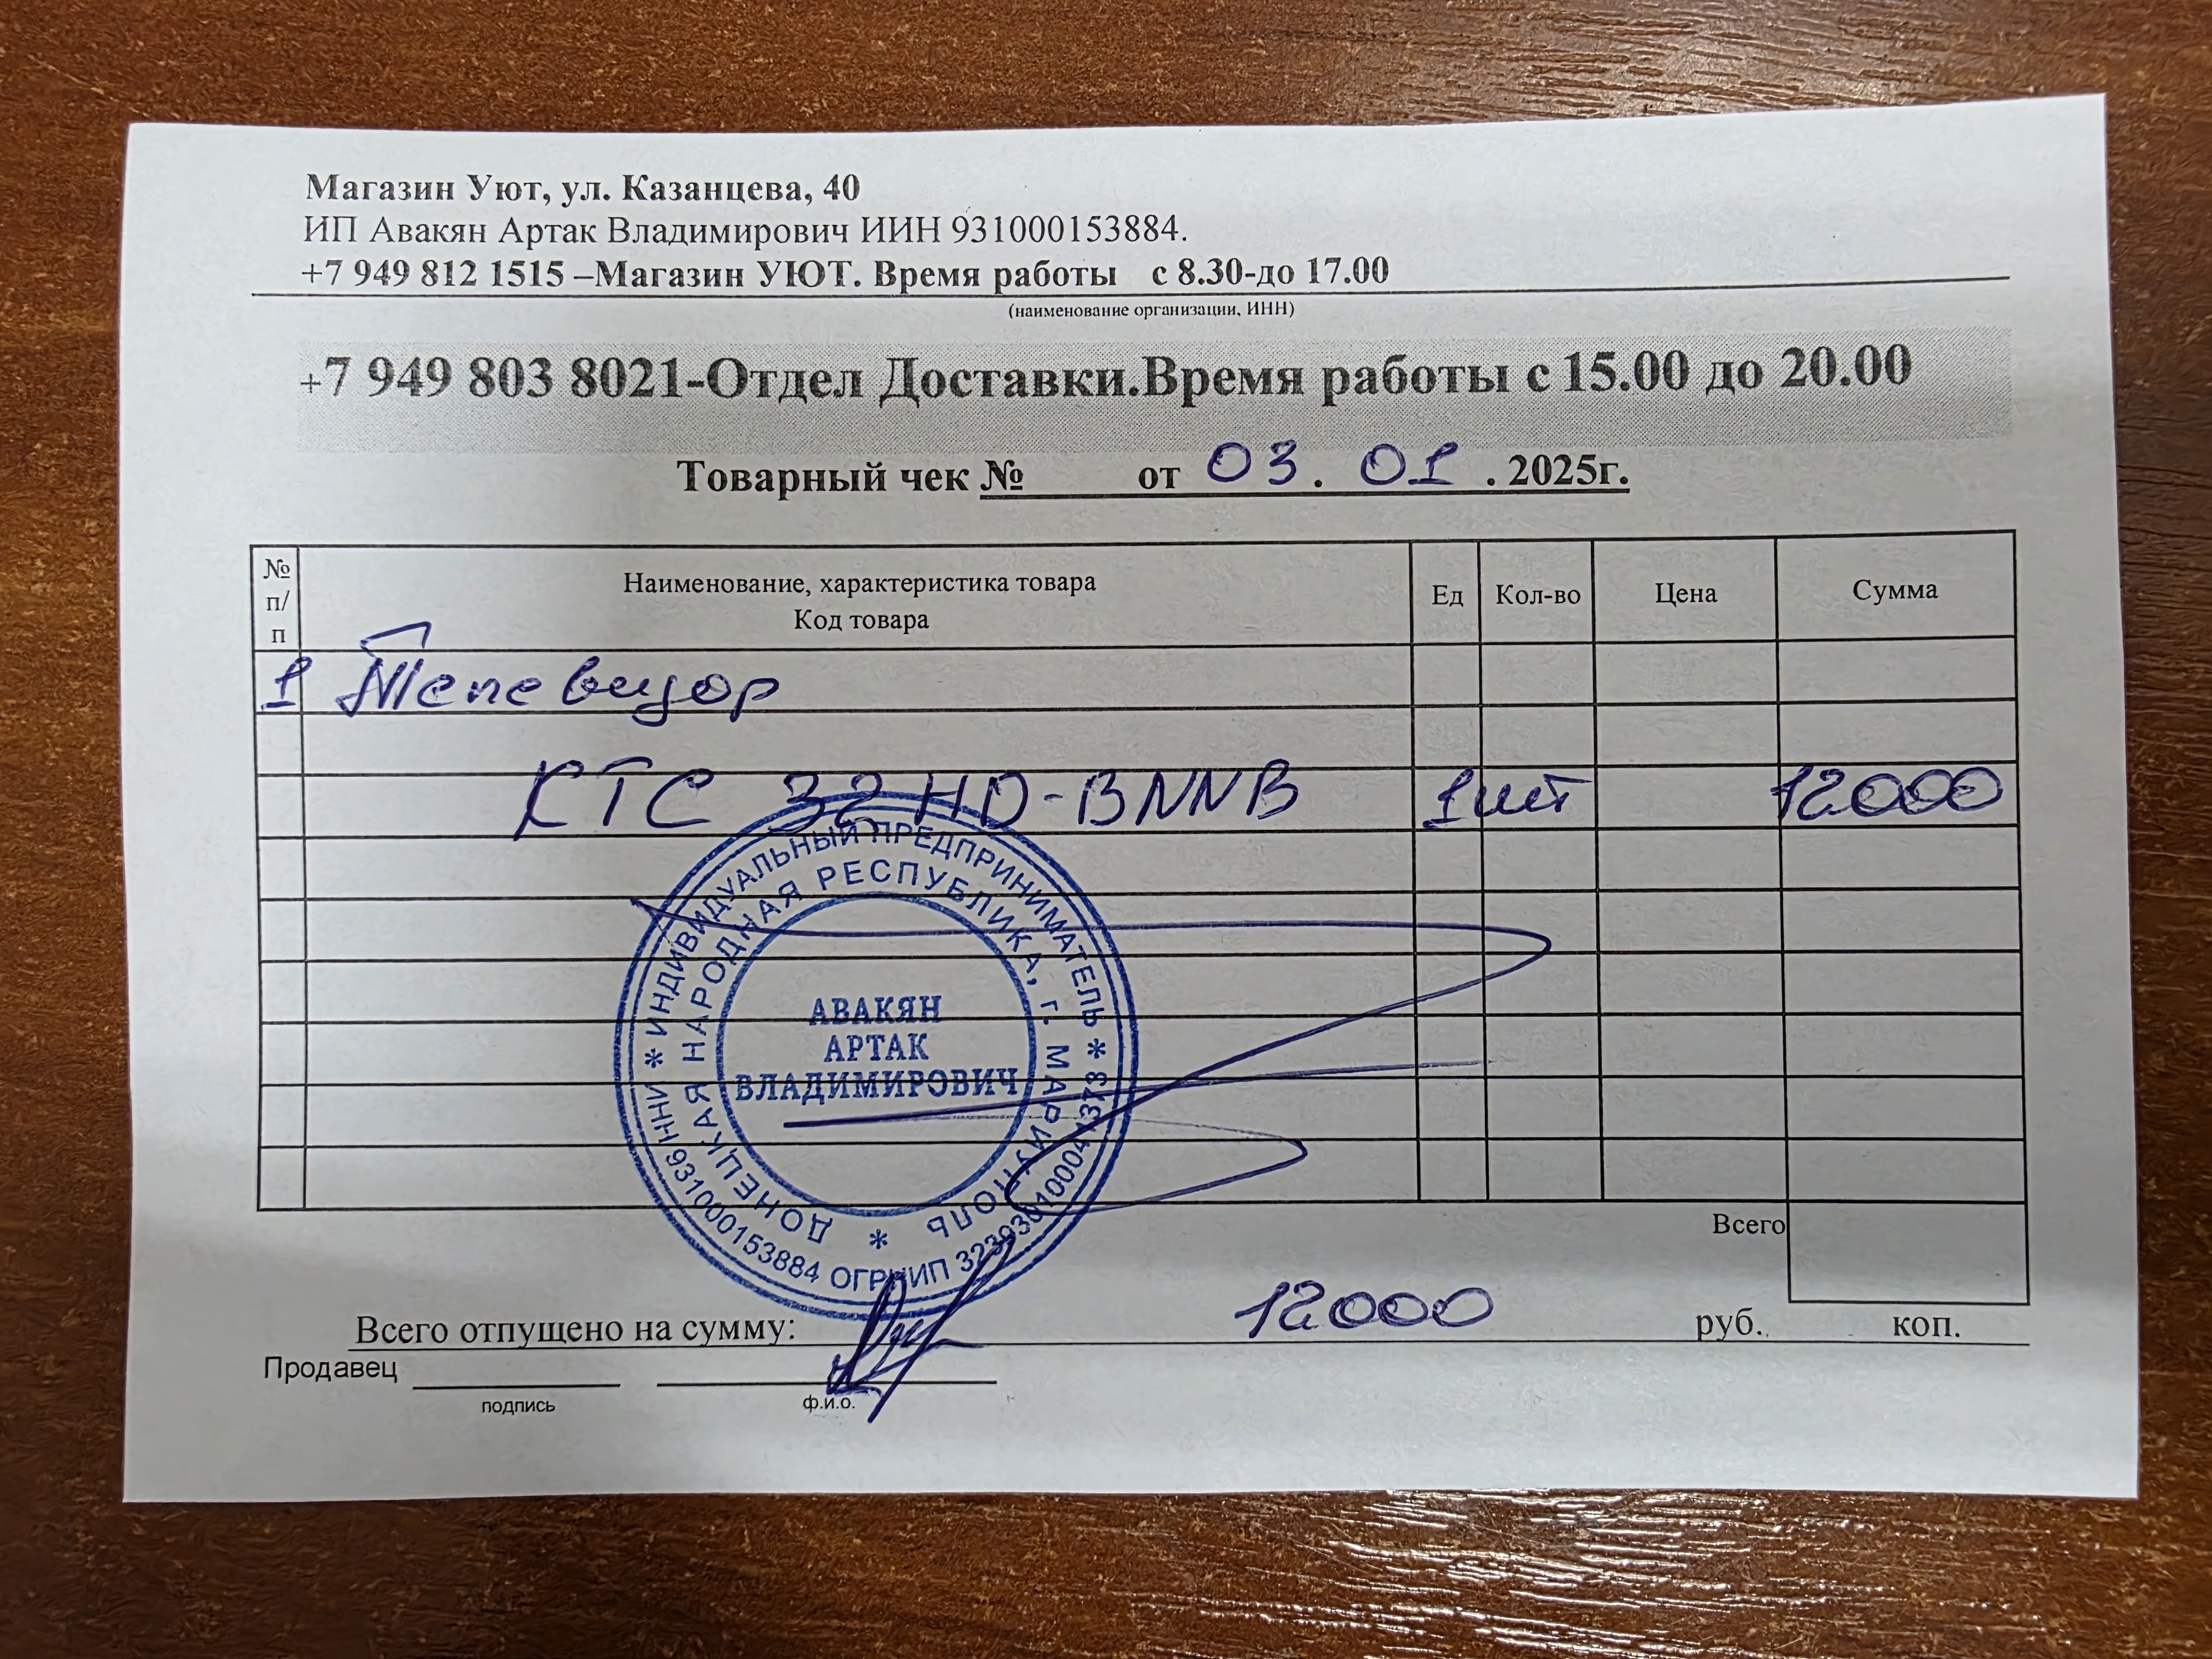 Магазин Уют, ул. Казанцева, 40
ИП Авакян Артак Владимирович ИИН 931000153884.
+7 949 812 1515 –Магазин УЮТ. Время работы с 8.30-до 17.00
(наименование организации, ИНН)
+7 949 803 8021-Отдел Доставки.Время работы с 15.00 до 20.00
Товарный чек № от 03. 01 . 2025г.
№ п/п Наименование, характеристика товара Код товара Ед Кол-во Цена Сумма
1 Телевизор
КТС 32 HD-BNNB 1шт 12000
ИНДИВИДУАЛЬНЫЙ ПРЕДПРИНИМАТЕЛЬ
ДОНЕЦКАЯ НАРОДНАЯ РЕСПУБЛИКА, г. МАРИУПОЛЬ
АВАКЯН
АРТАК
ВЛАДИМИРОВИЧ
ИНН 931000153884 ОГРНИП
Всего
Всего отпущено на сумму: 12000 руб. коп.
Продавец
подпись ф.и.о.